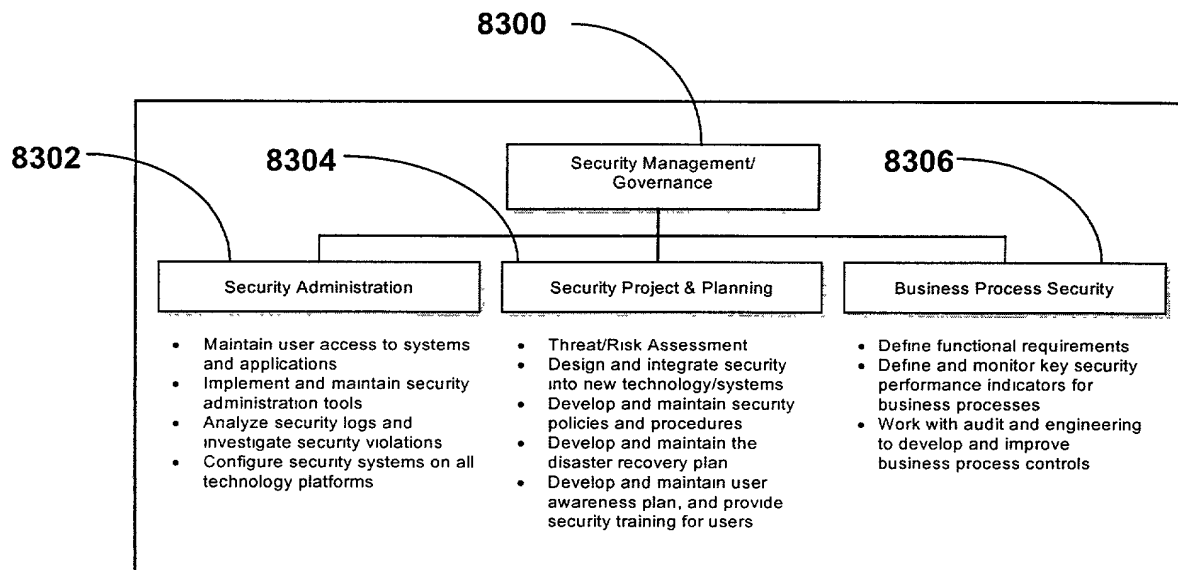 8300
8302
8304
8306
Security Management/
Governance
Security Administration
Security Project & Planning
Business Process Security
• Maintain user access to systems
and applications
• Implement and maintain security
administration tools
• Analyze security logs and
investigate security violations
• Configure security systems on all
technology platforms
• Threat/Risk Assessment
• Design and integrate security
into new technology/systems
• Develop and maintain security
policies and procedures
• Develop and maintain the
disaster recovery plan
• Develop and maintain user
awareness plan, and provide
security training for users
• Define functional requirements
• Define and monitor key security
performance indicators for
business processes
• Work with audit and engineering
to develop and improve
business process controls